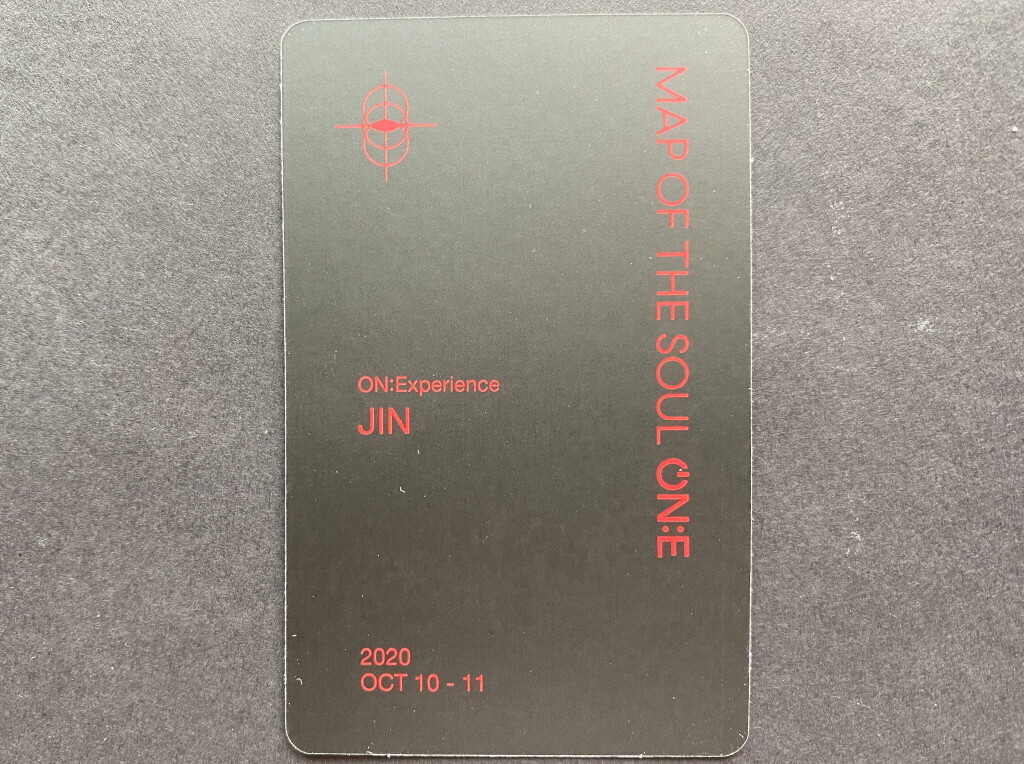 MAP OF THE SOUL ON:E
ON:Experience
JIN
2020
OCT 10 - 11